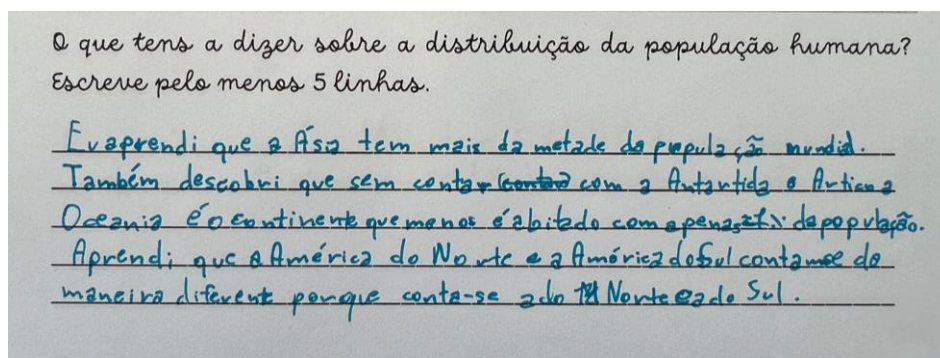 O que tens a dizer sobre a distribuição da população humana?
Escreve pelo menos 5 linhas.
Eu aprendi que a Ásia tem mais da metade da população mundial.
Também descobri que sem contar com a Antartida o Artico a
Oceania é o continente que menos é abitado com apenas da população.
Aprendi que a América do Norte e a América do Sul contam-se de
maneira diferent porque conta-se a do Norte e a do Sul.